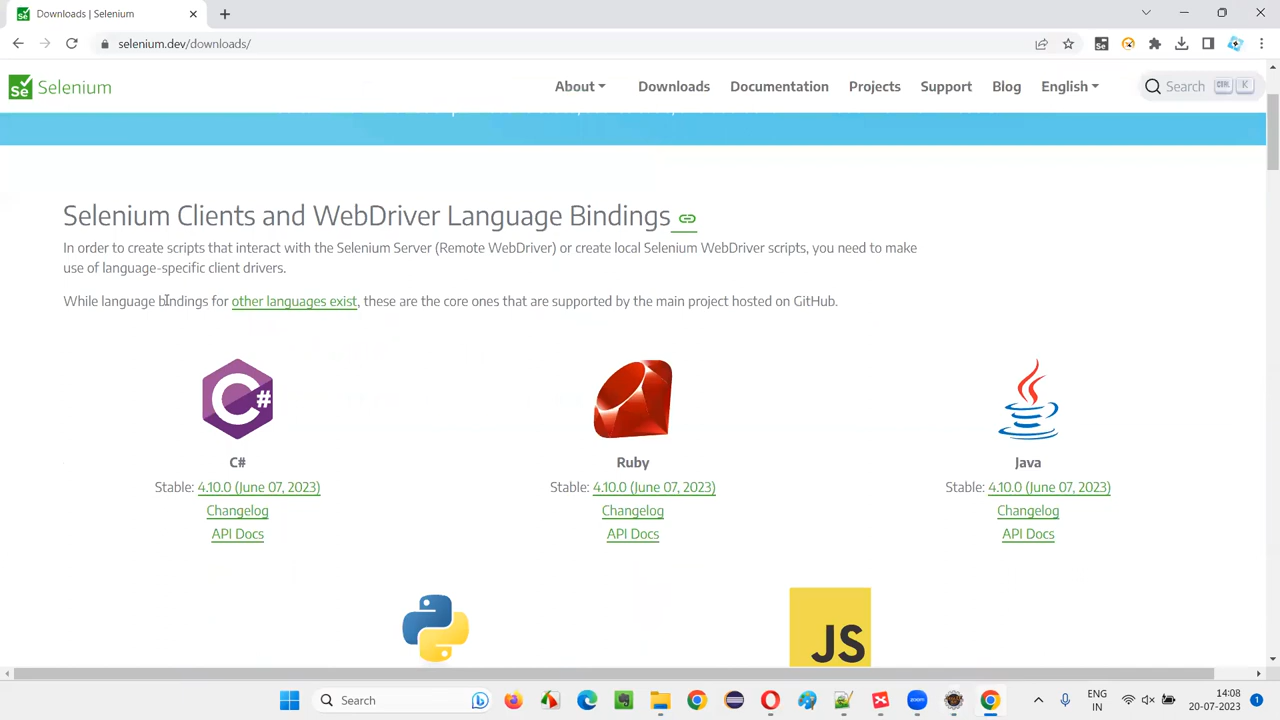 Downloads | Selenium
selenium.dev/downloads/
Se
Se Selenium
About Downloads Documentation Projects Support Blog English Search CTRL K
Selenium Clients and WebDriver Language Bindings
In order to create scripts that interact with the Selenium Server (Remote WebDriver) or create local Selenium WebDriver scripts, you need to make
use of language-specific client drivers.
While language bindings for other languages exist, these are the core ones that are supported by the main project hosted on GitHub.
C#
C# Ruby Java
Stable: 4.10.0 (June 07, 2023) Stable: 4.10.0 (June 07, 2023) Stable: 4.10.0 (June 07, 2023)
Changelog Changelog Changelog
API Docs API Docs API Docs
JS
Search
zoom
ENG
IN
14:08
20-07-2023
1